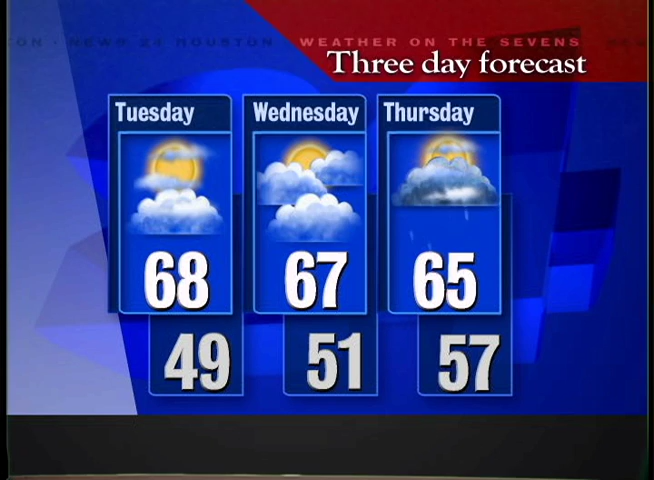 NEWS 24 HOUSTON · WEATHER ON THE SEVENS
Three day forecast
Tuesday Wednesday Thursday
68 67 65
49 51 57